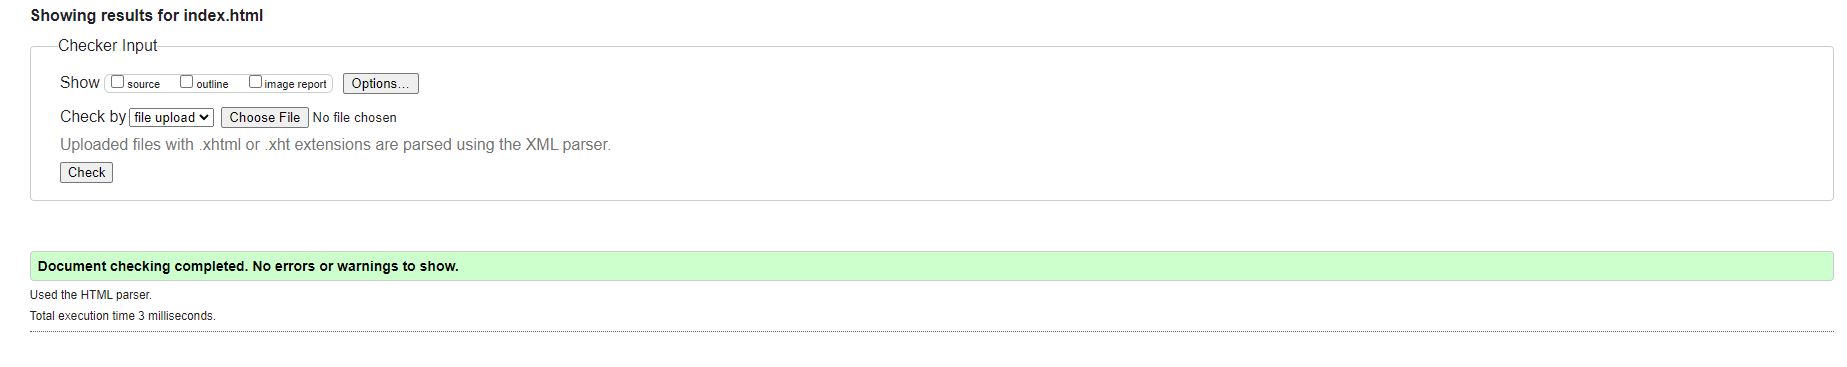 Showing results for index.html
Checker Input
Show source outline image report Options...
Check by file upload Choose File No file chosen
Uploaded files with .xhtml or .xht extensions are parsed using the XML parser.
Check
Document checking completed. No errors or warnings to show.
Used the HTML parser.
Total execution time 3 milliseconds.